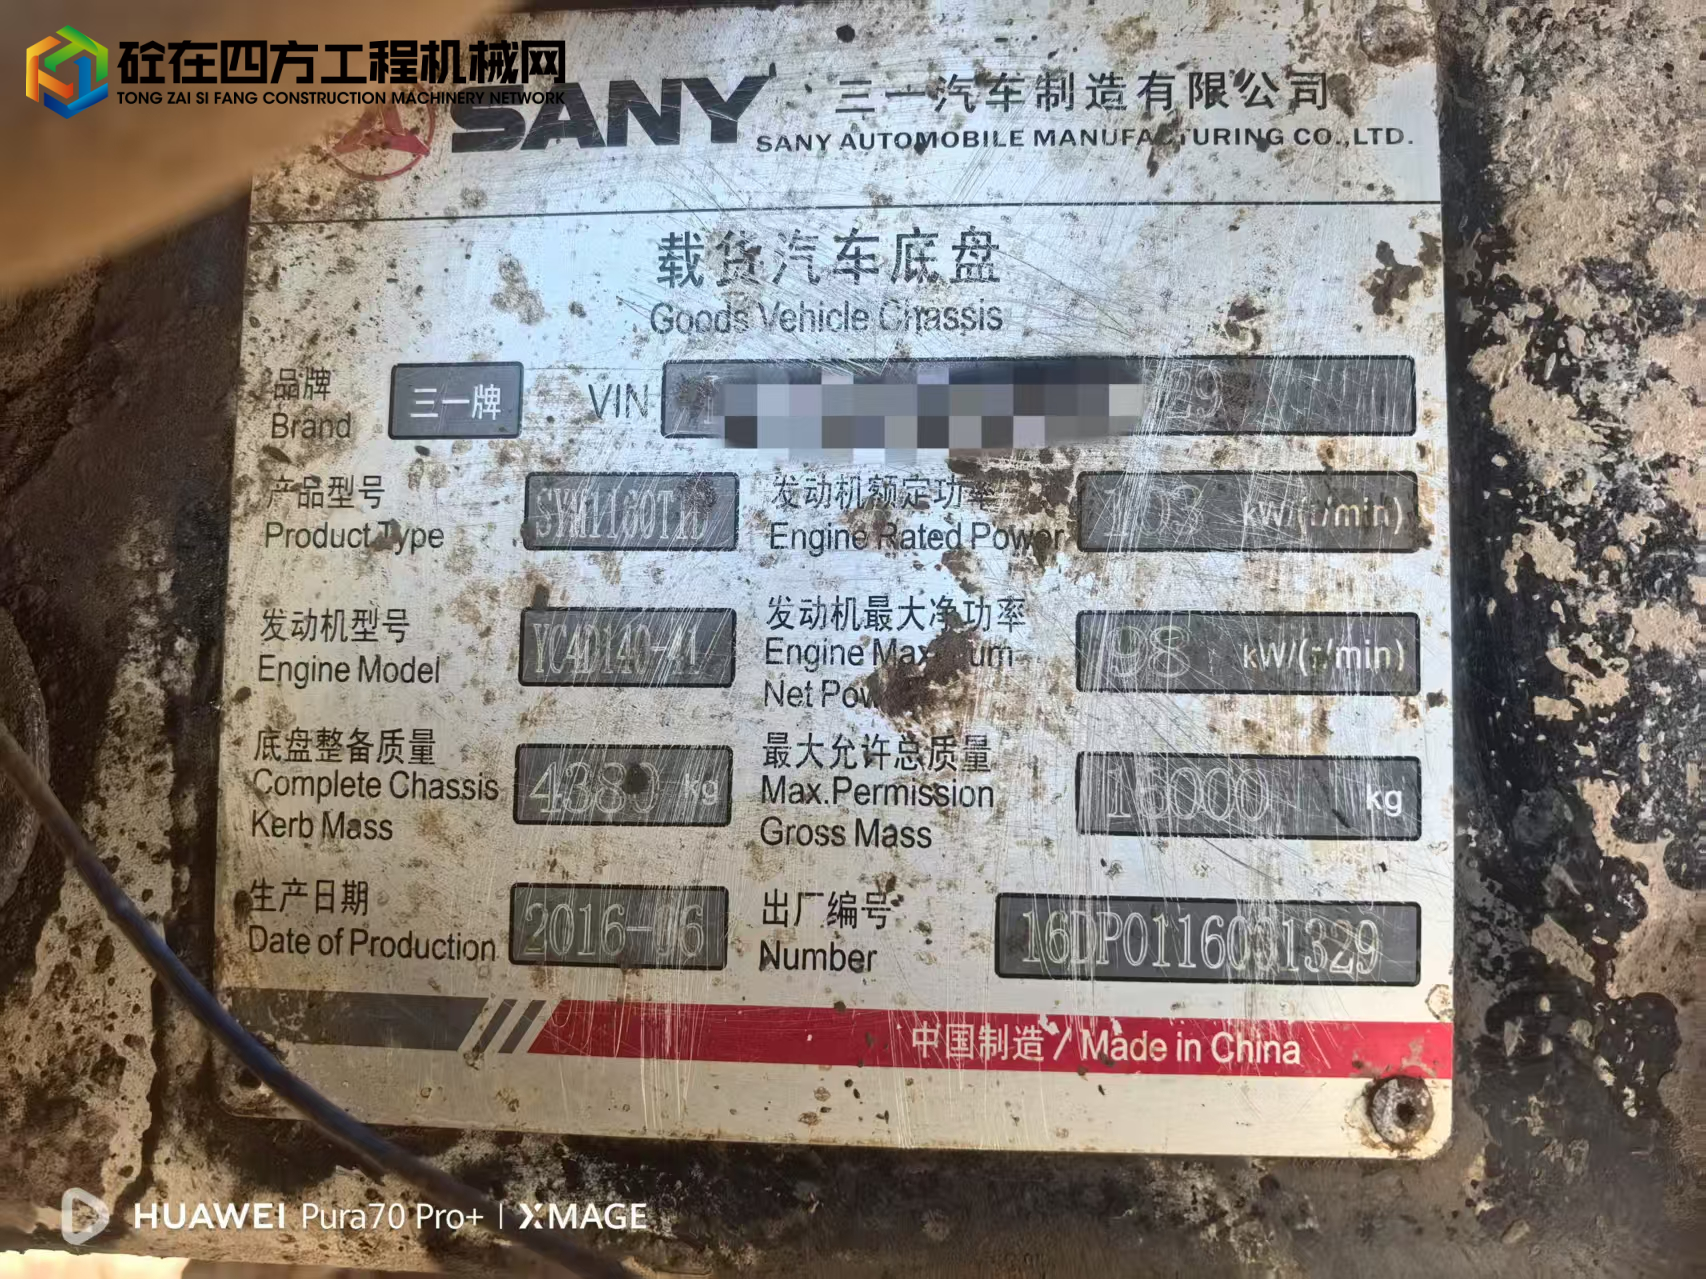 砼在四方工程机械网
TONG ZAI SI FANG CONSTRUCTION MACHINERY NETWORK
SANY 三一汽车制造有限公司
SANY AUTOMOBILE MANUFACTURING CO.,LTD.
载货汽车底盘
Goods Vehicle Chassis
品牌 Brand 三一牌 VIN 29
产品型号 Product Type 发动机额定功率 Engine Rated Power 103 kW/(r/min)
发动机型号 Engine Model YC4D140-41 发动机最大净功率 Engine Net 98 kW/(r/min)
底盘整备质量 Complete Chassis Kerb Mass 4380 kg 最大允许总质量 Max.Permission Gross Mass 16000 kg
生产日期 Date of Production 2016-06 出厂编号 Number 16DP0116031329
中国制造/Made in China
HUAWEI Pura70 Pro+ | XMAGE